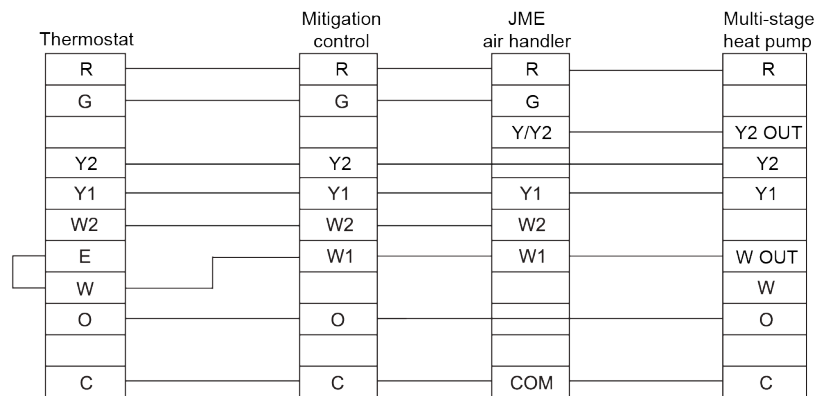 Thermostat
Mitigation
control
JME
air handler
Multi-stage
heat pump
R R R R
G G G
Y/Y2 Y2 OUT
Y2 Y2 Y2
Y1 Y1 Y1 Y1
W2 W2 W2
E W1 W1 W OUT
W W
O O O
C C COM C